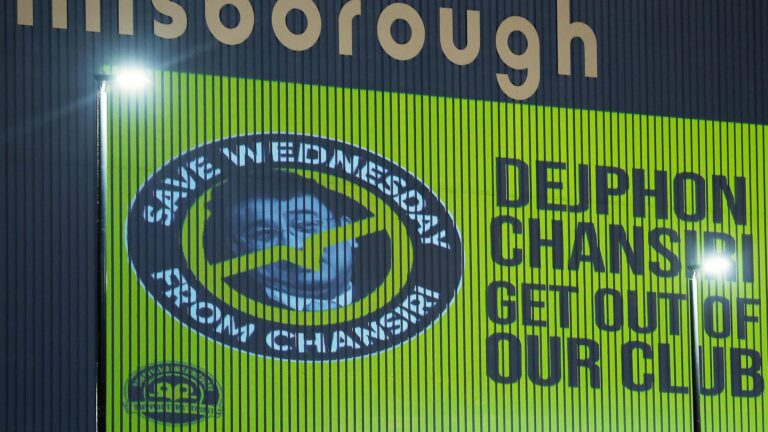 illsborough
SAVE WEDNESDAY
FROM CHANSIRI
DEJPHON
CHANSIRI
GET OUT OF
OUR CLUB